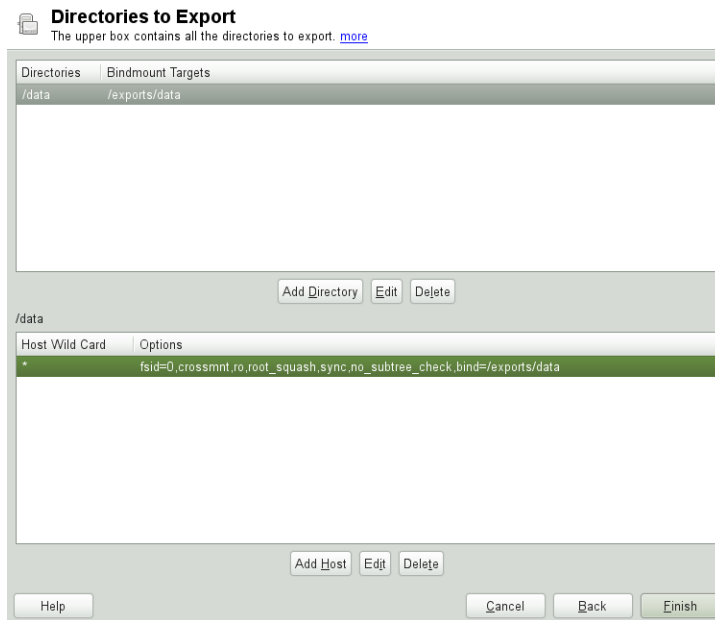 Directories to Export
The upper box contains all the directories to export. more
Directories Bindmount Targets
/data /exports/data
Add Directory Edit Delete
/data
Host Wild Card Options
* fsid=0,crossmnt,ro,root_squash,sync,no_subtree_check,bind=/exports/data
Add Host Edit Delete
Help Cancel Back Finish